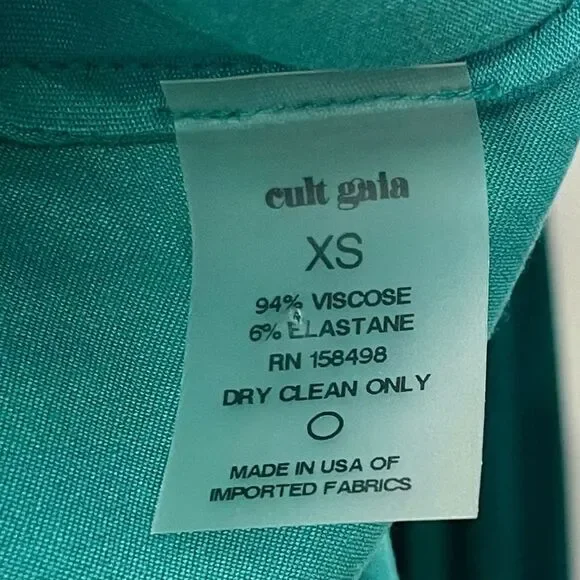 cult gaia
XS
94% VISCOSE
6% ELASTANE
RN 158498
DRY CLEAN ONLY
MADE IN USA OF
IMPORTED FABRICS